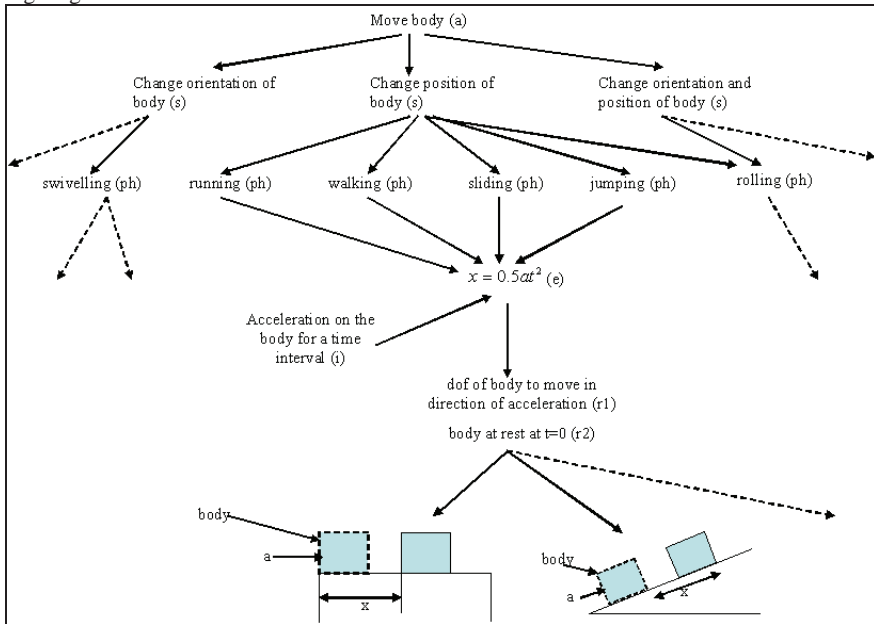 Move body (a)
Change orientation of
body (s)
Change position of
body (s)
Change orientation and
position of body (s)
swivelling (ph)
running (ph)
walking (ph)
sliding (ph)
jumping (ph)
rolling (ph)
x = 0.5at² (e)
Acceleration on the
body for a time
interval (i)
dof of body to move in
direction of acceleration (r1)
body at rest at t=0 (r2)
body
a
x
body
a
x